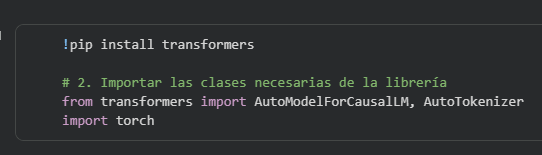 !pip install transformers
# 2. Importar las clases necesarias de la librería
from transformers import AutoModelForCausalLM, AutoTokenizer
import torch